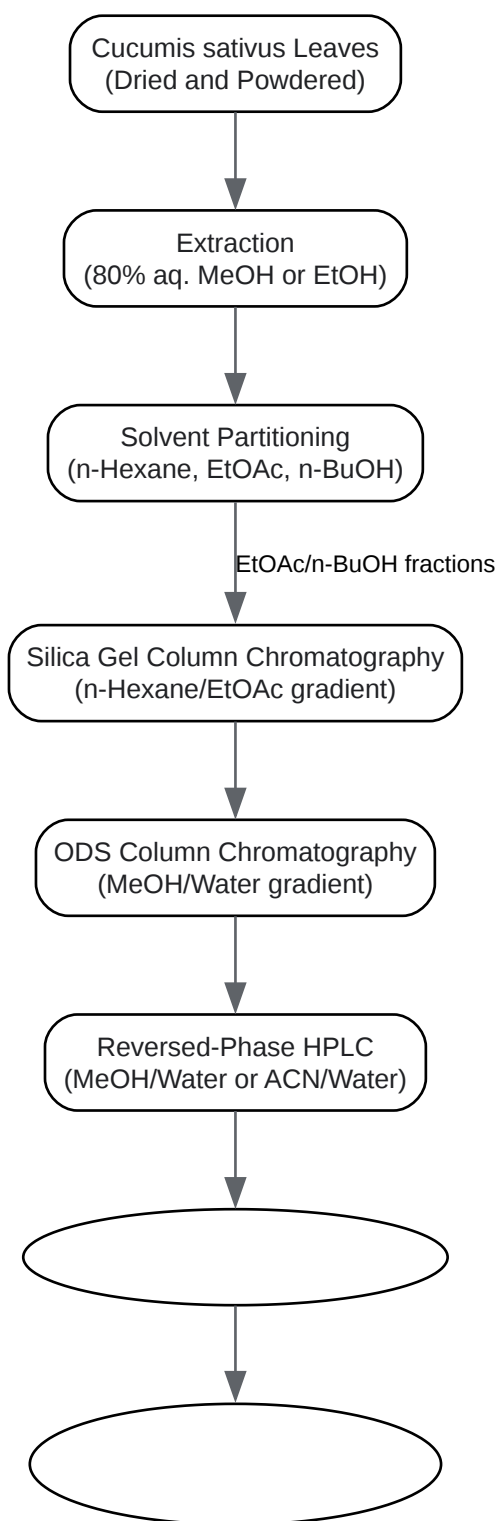 Cucumis sativus Leaves
(Dried and Powdered)
Extraction
(80% aq. MeOH or EtOH)
Solvent Partitioning
(n-Hexane, EtOAc, n-BuOH)
EtOAc/n-BuOH fractions
Silica Gel Column Chromatography
(n-Hexane/EtOAc gradient)
ODS Column Chromatography
(MeOH/Water gradient)
Reversed-Phase HPLC
(MeOH/Water or ACN/Water)